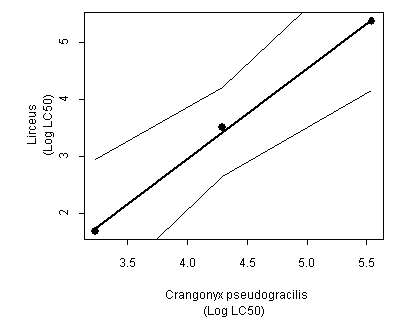 Lirceus
(Log LC50)
5
4
3
2
3.5 4.0 4.5 5.0 5.5
Crangonyx pseudogracilis
(Log LC50)